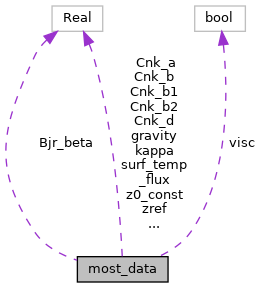 Real
bool
Cnk_a
Cnk_b
Cnk_b1
Cnk_b2
Cnk_d
gravity
kappa
surf_temp
_flux
z0_const
zref
...
Bjr_beta
visc
most_data